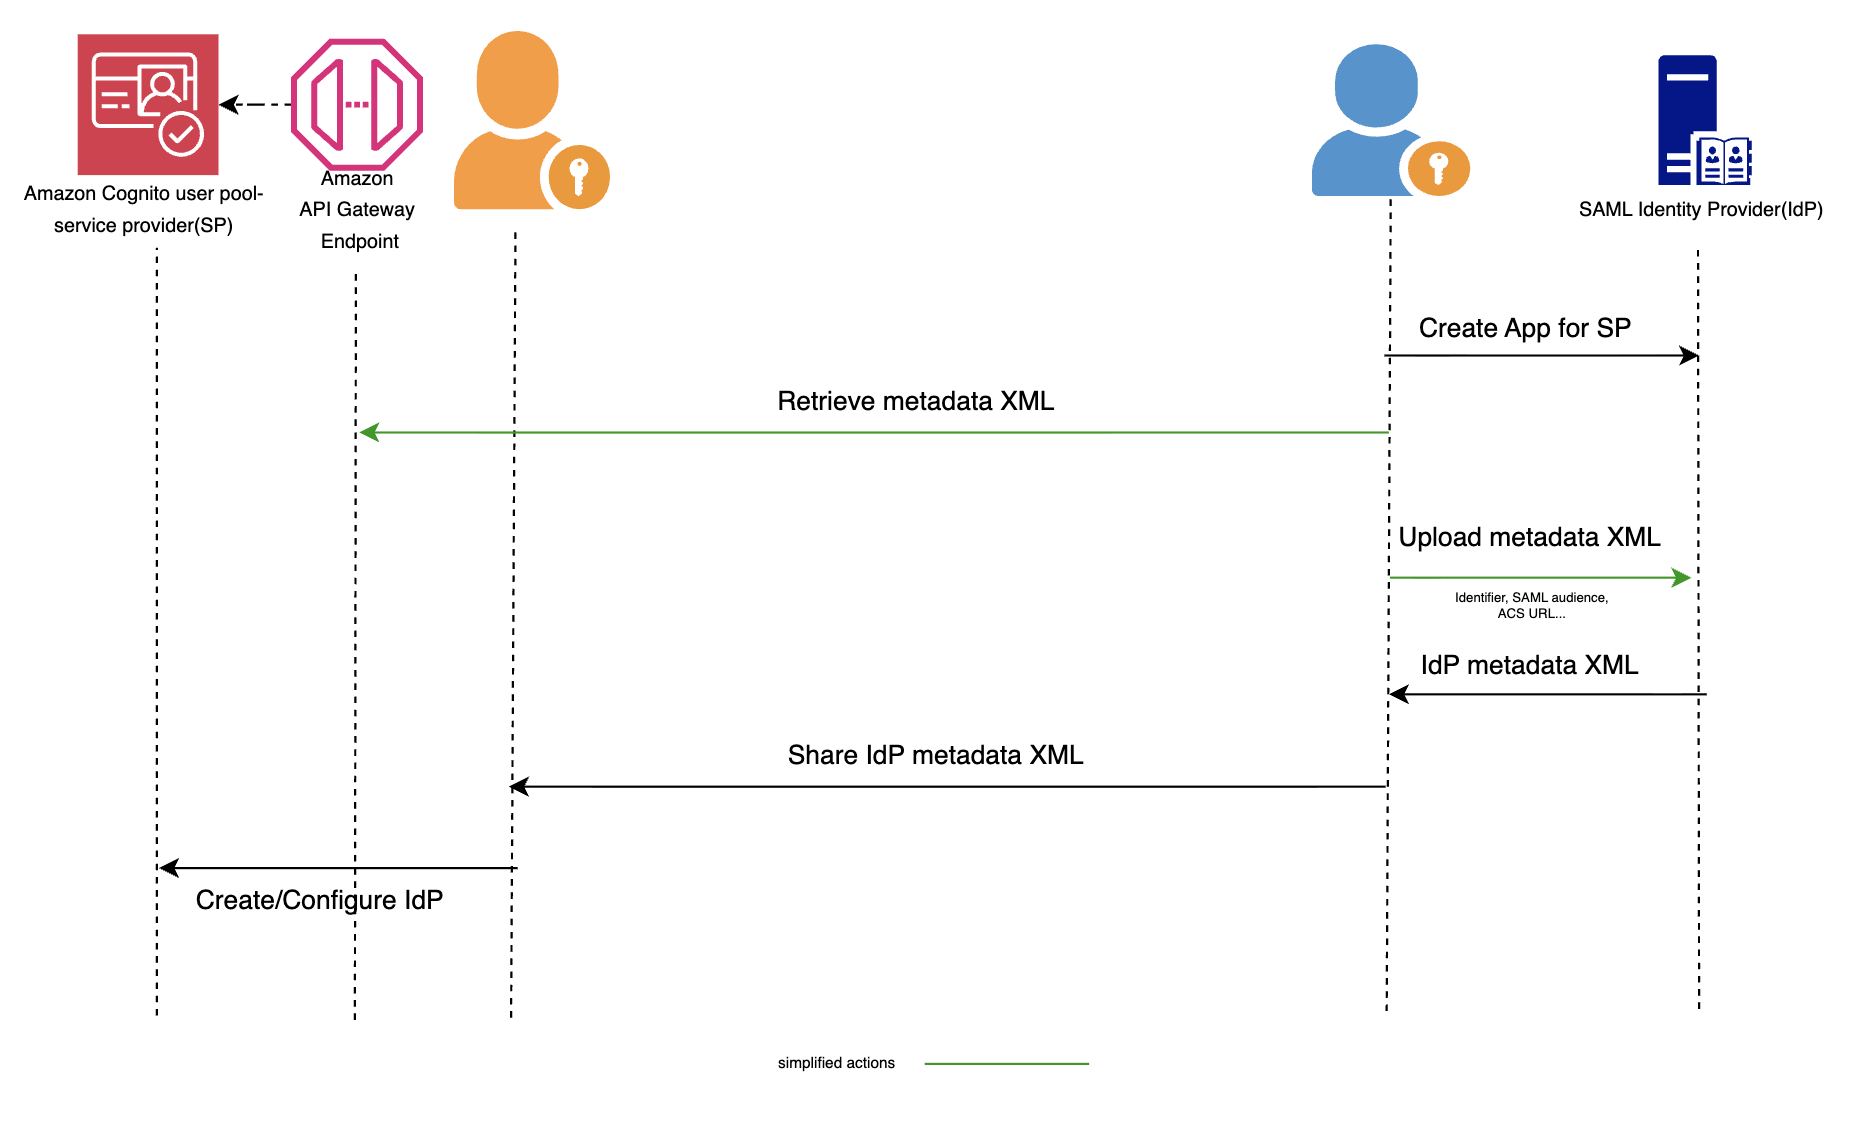 Amazon Cognito user pool-
service provider(SP)
Amazon
API Gateway
Endpoint
SAML Identity Provider(IdP)
Create App for SP
Retrieve metadata XML
Upload metadata XML
Identifier, SAML audience,
ACS URL...
IdP metadata XML
Share IdP metadata XML
Create/Configure IdP
simplified actions